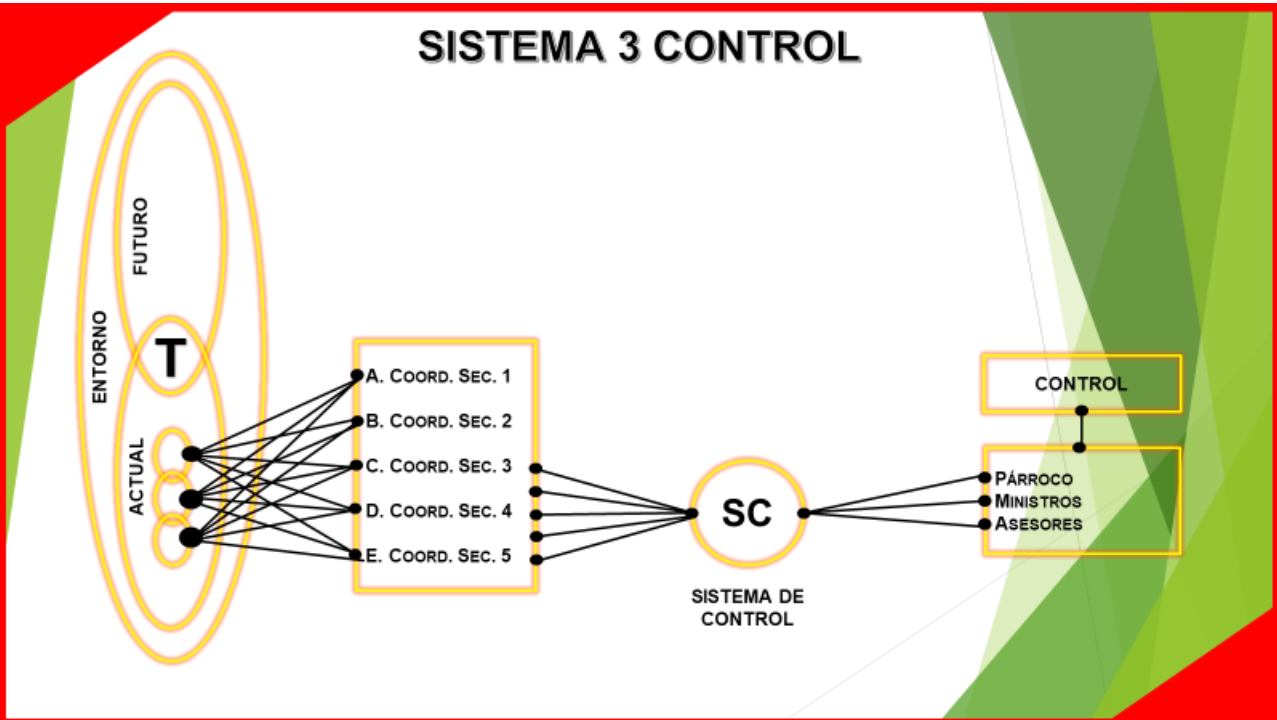 SISTEMA 3 CONTROL
FUTURO
ENTORNO
T
ACTUAL
A. COORD. SEC. 1
B. COORD. SEC. 2
C. COORD. SEC. 3
D. COORD. SEC. 4
E. COORD. SEC. 5
SC
SISTEMA DE
CONTROL
CONTROL
PÁRROCO
MINISTROS
ASESORES